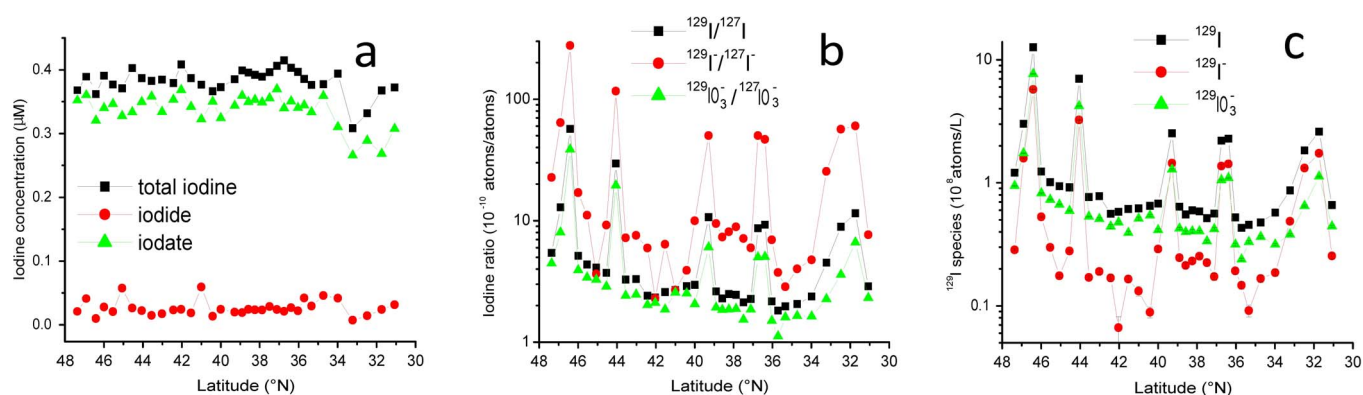 a
Iodine concentration (µM)
0.4
0.3
0.2
0.1
0.0
total iodine
iodide
iodate
48 46 44 42 40 38 36 34 32 30
Latitude (°N)
b
¹²⁹I/¹²⁷I
¹²⁹I⁻/¹²⁷I⁻
¹²⁹IO₃⁻/¹²⁷IO₃⁻
Iodine ratio (10⁻¹⁰ atoms/atoms)
100
10
1
48 46 44 42 40 38 36 34 32 30
Latitude (°N)
c
¹²⁹I
¹²⁹I⁻
¹²⁹IO₃⁻
¹²⁹I species (10⁸atoms/L)
10
1
0.1
48 46 44 42 40 38 36 34 32 30
Latitude (°N)